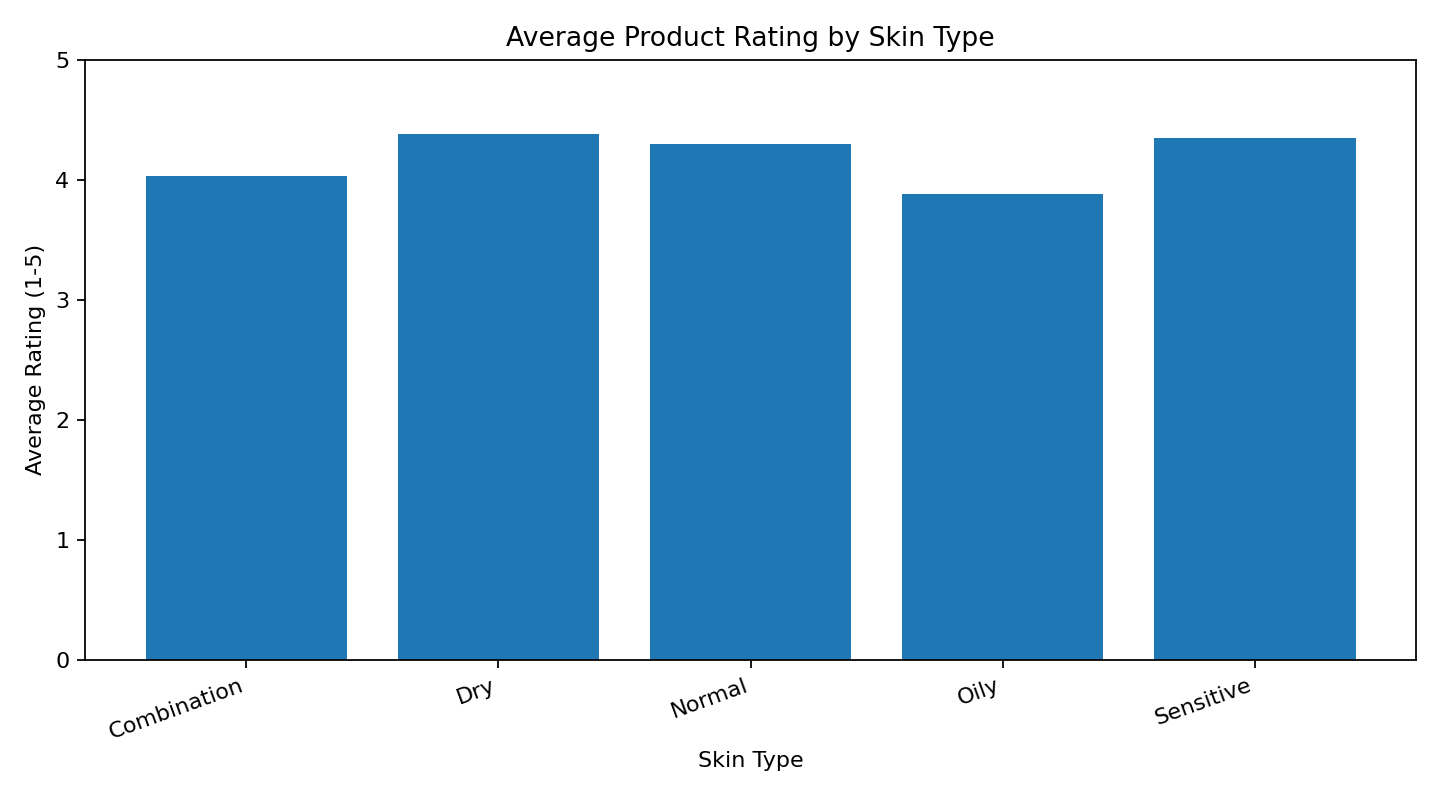 Average Product Rating by Skin Type
5
4
3
2
1
0
Average Rating (1-5)
Combination
Dry
Normal
Oily
Sensitive
Skin Type